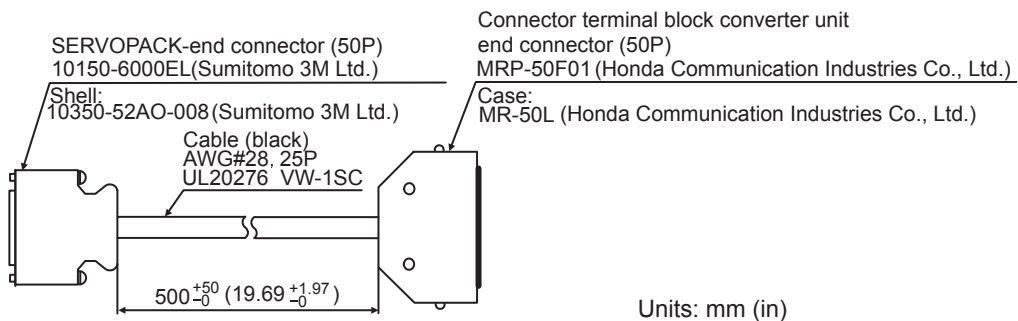 SERVOPACK-end connector (50P)
10150-6000EL(Sumitomo 3M Ltd.)
Shell:
10350-52AO-008(Sumitomo 3M Ltd.)
Cable (black)
AWG#28, 25P
UL20276 VW-1SC
Connector terminal block converter unit
end connector (50P)
MRP-50F01(Honda Communication Industries Co., Ltd.)
Case:
MR-50L (Honda Communication Industries Co., Ltd.)
500 +50 -0 (19.69 +1.97 -0 )
Units: mm (in)